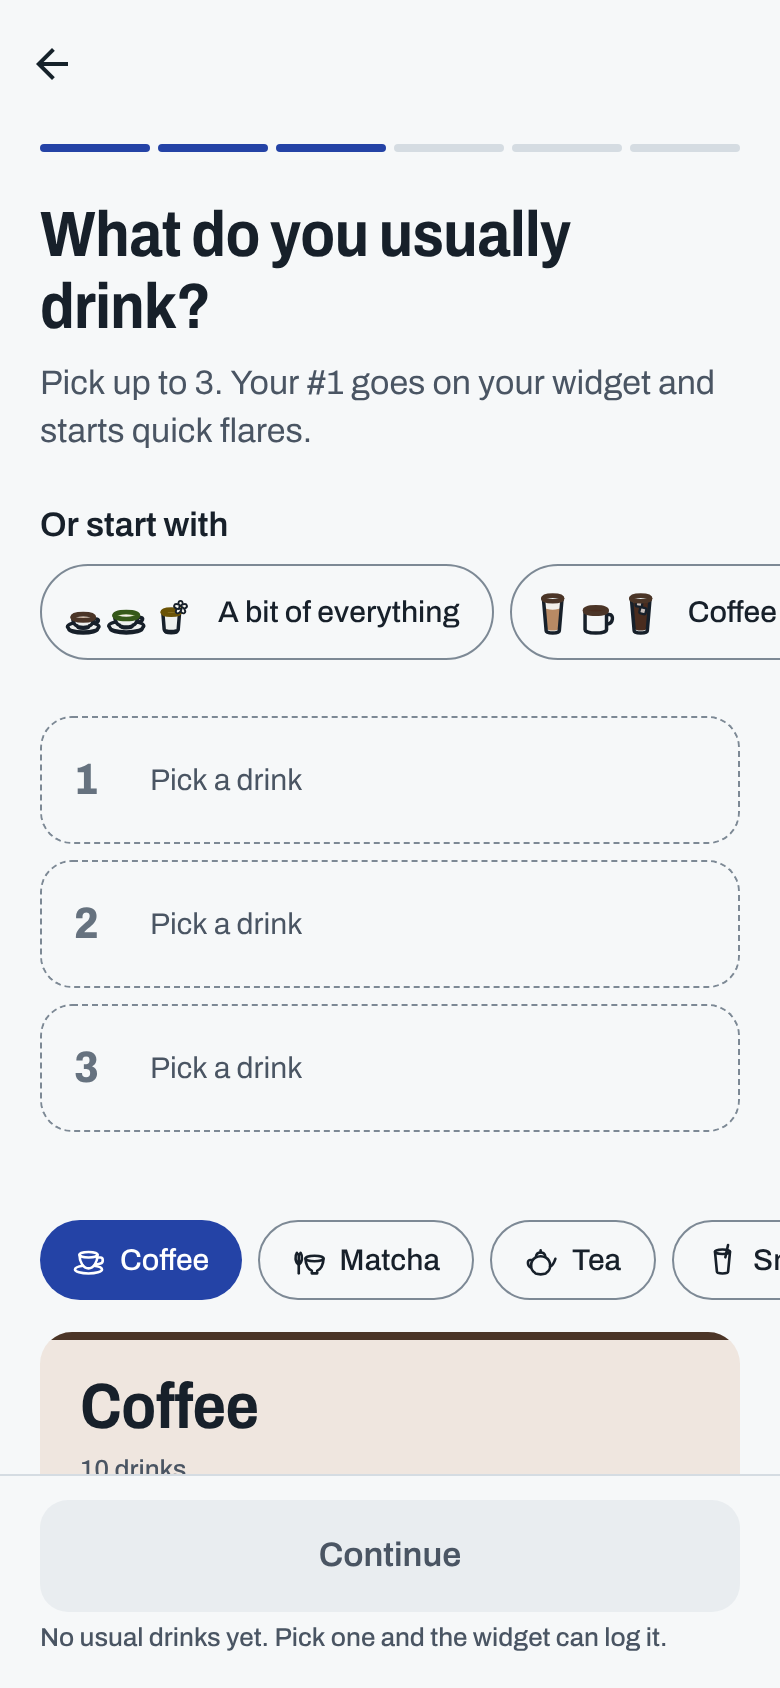 What do you usually
drink?
Pick up to 3. Your #1 goes on your widget and
starts quick flares.
Or start with
A bit of everything
Coffee
1 Pick a drink
2 Pick a drink
3 Pick a drink
Coffee Matcha Tea
Coffee
10 drinks
Continue
No usual drinks yet. Pick one and the widget can log it.